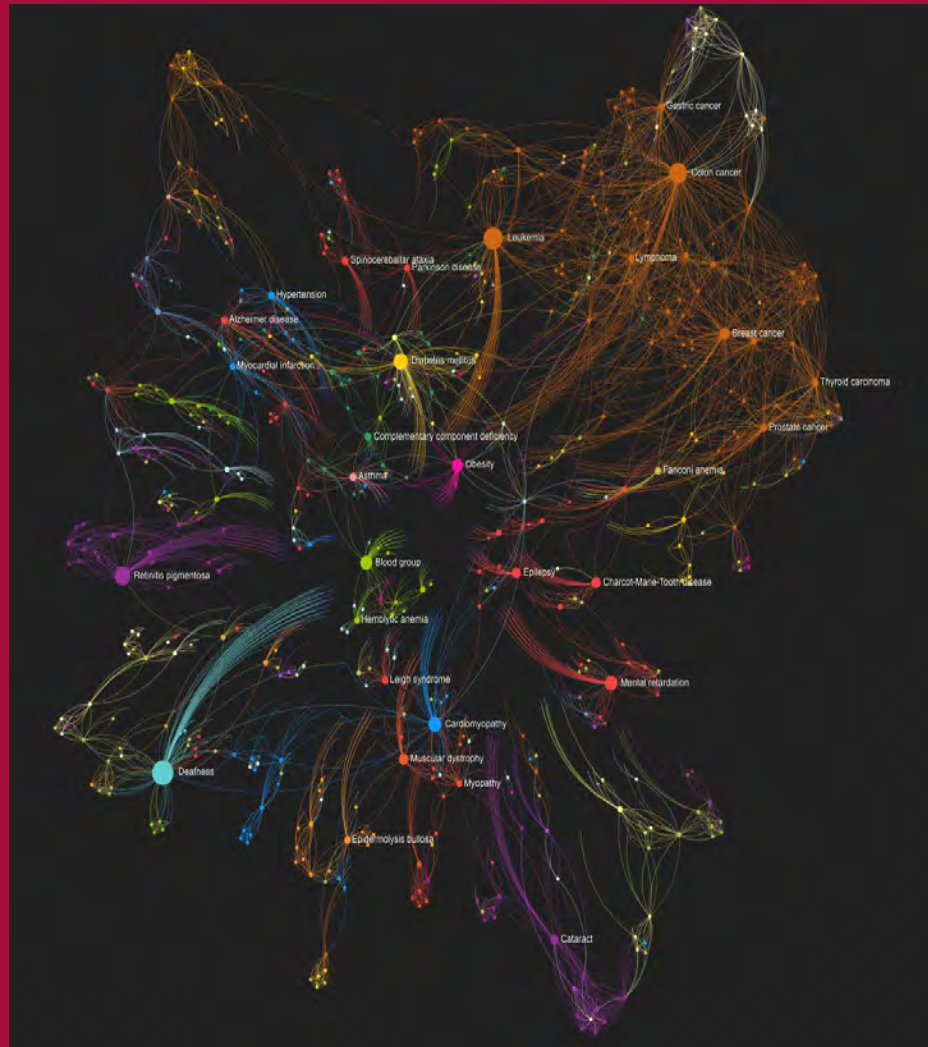 Gastric cancer
Colon cancer
Leukemia
Lymphoma
Spinocereballar ataxia
Parkinson disease
Hypertension
Alzheimer disease
Breast cancer
Diabetes mellitus
Myocardial infarction
Thyroid carcinoma
Prostate cancer
Complementary component deficiency
Obesity
Asthma
Fanconi anemia
Blood group
Epilepsy
Retinitis pigmentosa
Charcot-Marie-Tooth disease
Hemolytic anemia
Leigh syndrome
Mental retardation
Cardiomyopathy
Muscular dystrophy
Deafness
Myopathy
Epidermolysis bullosa
Cataract